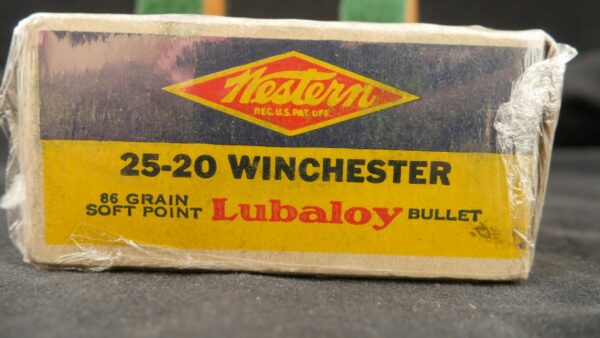 Western
REG. U.S. PAT. OFF.
25-20 WINCHESTER
86 GRAIN
SOFT POINT Lubaloy BULLET